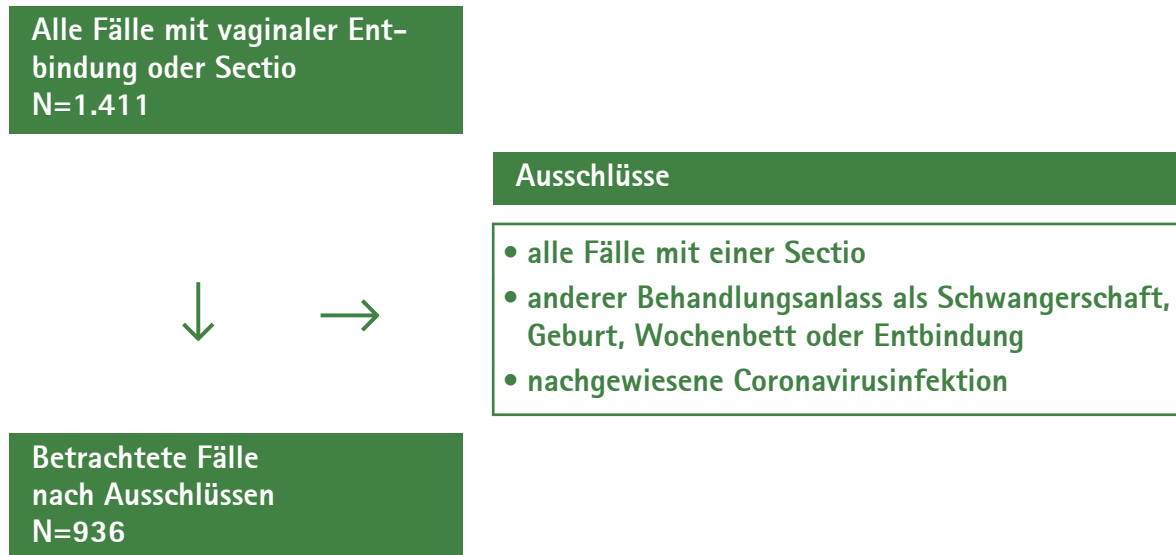 Alle Fälle mit vaginaler Ent-
bindung oder Sectio
N=1.411
Ausschlüsse
• alle Fälle mit einer Sectio
• anderer Behandlungsanlass als Schwangerschaft,
Geburt, Wochenbett oder Entbindung
• nachgewiesene Coronavirusinfektion
Betrachtete Fälle
nach Ausschlüssen
N=936